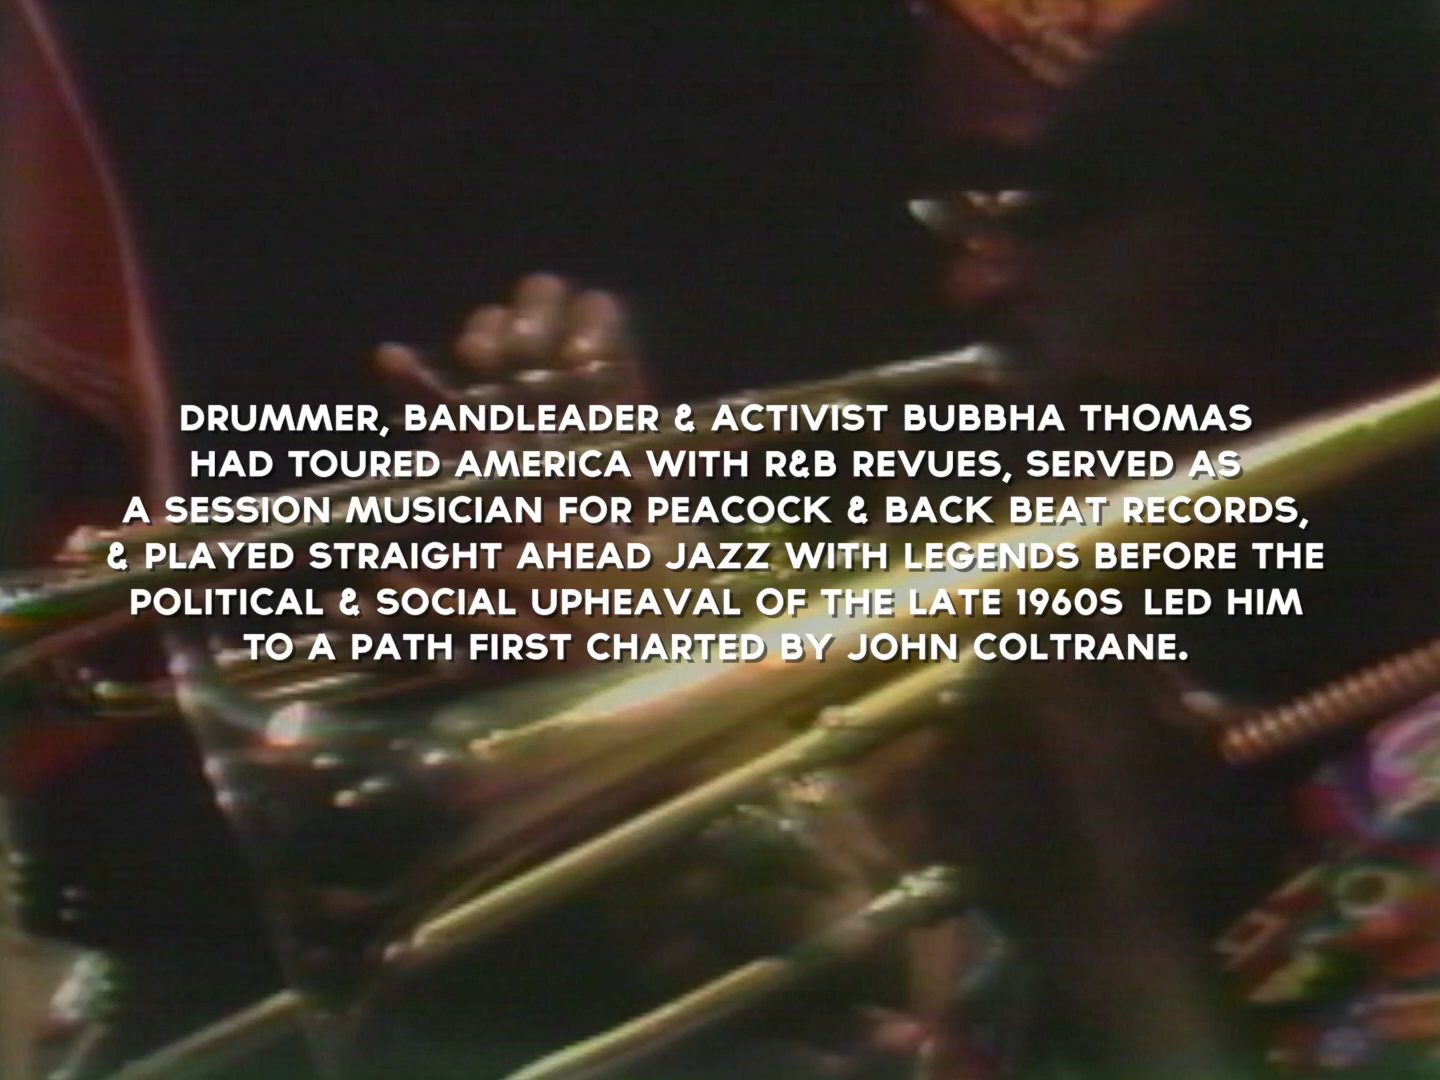 DRUMMER, BANDLEADER & ACTIVIST BUBBHA THOMAS
HAD TOURED AMERICA WITH R&B REVUES, SERVED AS
A SESSION MUSICIAN FOR PEACOCK & BACK BEAT RECORDS,
& PLAYED STRAIGHT AHEAD JAZZ WITH LEGENDS BEFORE THE
POLITICAL & SOCIAL UPHEAVAL OF THE LATE 1960S LED HIM
TO A PATH FIRST CHARTED BY JOHN COLTRANE.